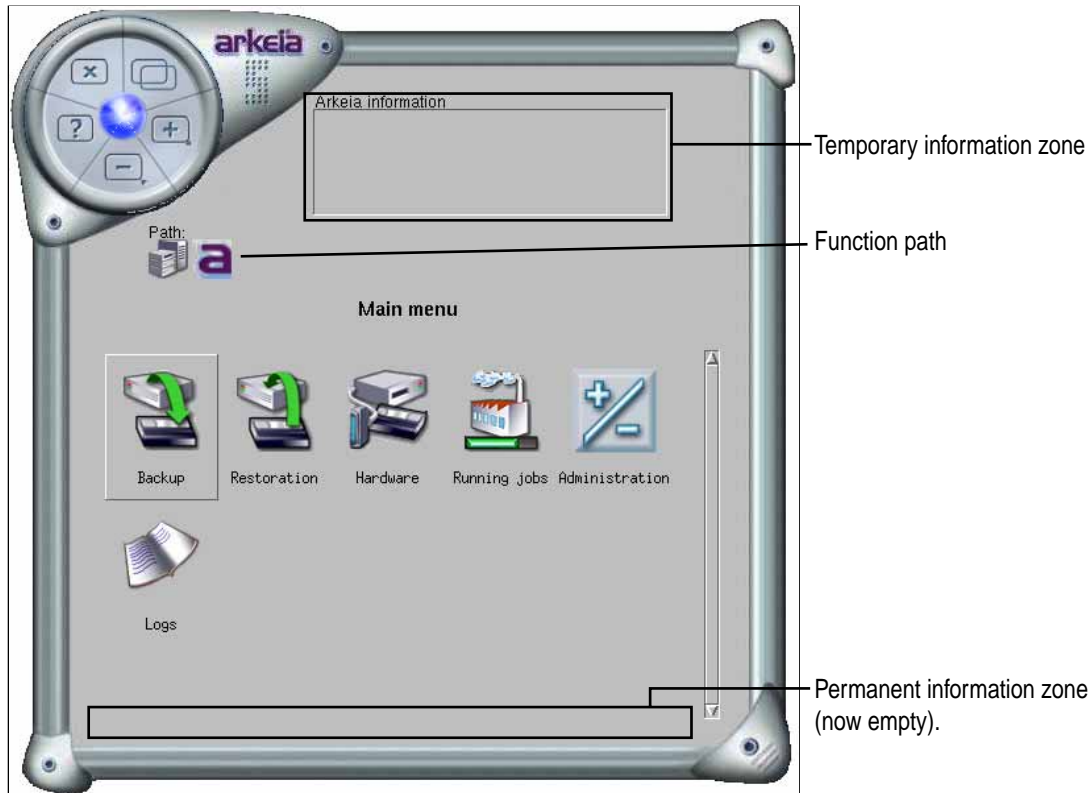 arkeia
5
Arkeia information
Temporary information zone
Path:
a
Function path
Main menu
Backup
Restoration
Hardware
Running jobs
Administration
Logs
Permanent information zone
(now empty).